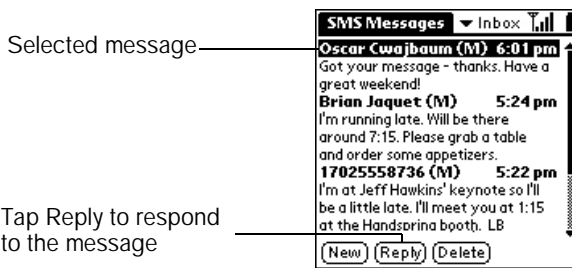 SMS Messages Inbox
Selected message
Oscar Cwajbaum (M) 6:01 pm
Got your message - thanks. Have a
great weekend!
Brian Jaquet (M) 5:24 pm
I'm running late. Will be there
around 7:15. Please grab a table
and order some appetizers.
17025558736 (M) 5:22 pm
I'm at Jeff Hawkins' keynote so I'll
be a little late. I'll meet you at 1:15
at the Handspring booth. LB
Tap Reply to respond
to the message
New Reply Delete